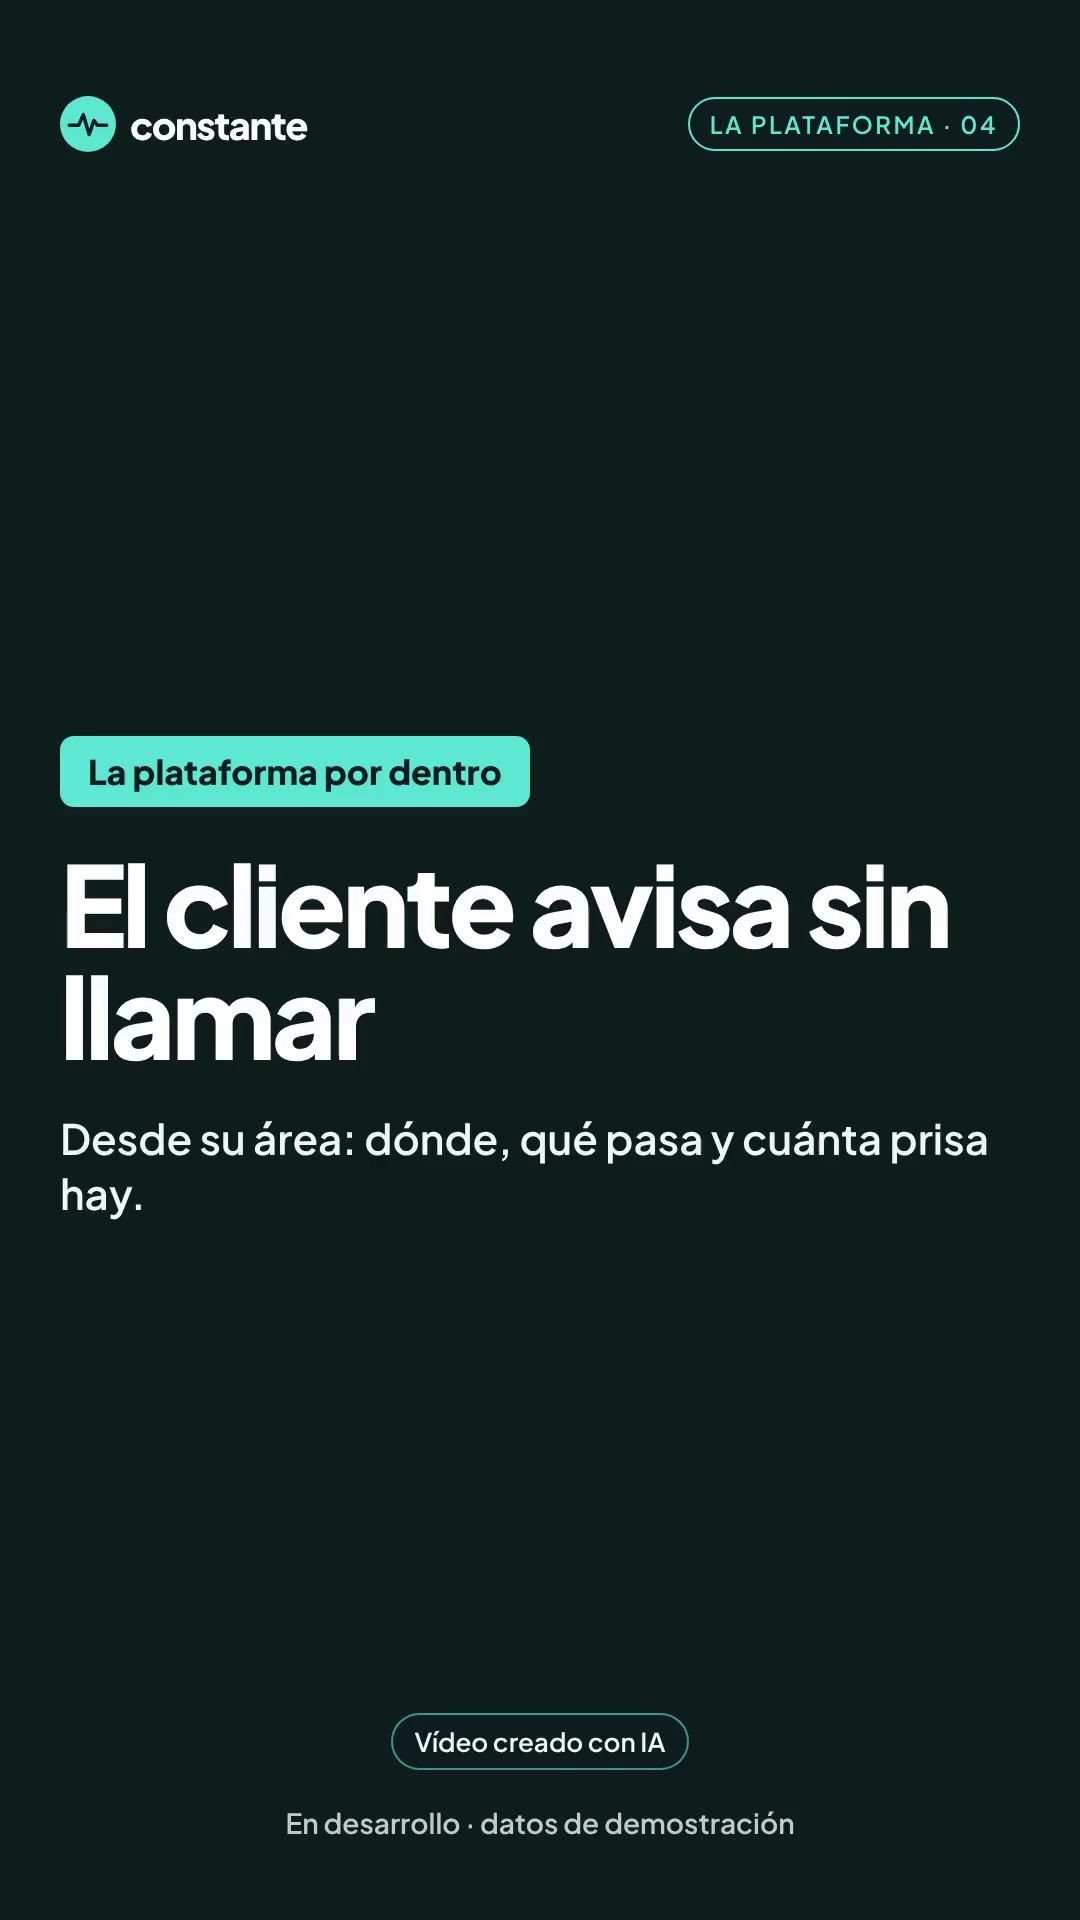 constante
LA PLATAFORMA · 04
La plataforma por dentro
El cliente avisa sin
llamar
Desde su área: dónde, qué pasa y cuánta prisa
hay.
Vídeo creado con IA
En desarrollo · datos de demostración